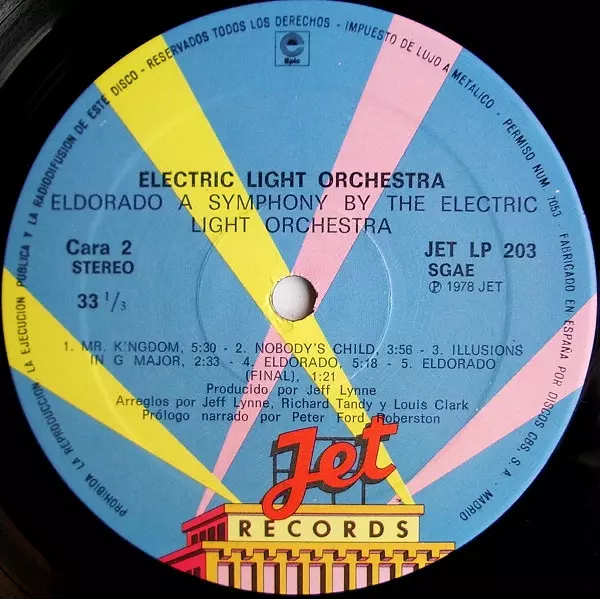 PROHIBIDA LA REPRODUCCION LA EJECUCION PUBLICA Y LA RADIODIFUSION DE ESTE DISCO - RESERVADOS TODOS LOS DERECHOS - IMPUESTO DE LUJO A METALICO - PERMISO NUM. 7053 - FABRICADO EN ESPAÑA POR DISCOS CBS, S. A. - MADRID
Epic
ELECTRIC LIGHT ORCHESTRA
ELDORADO A SYMPHONY BY THE ELECTRIC
LIGHT ORCHESTRA
Cara 2
STEREO
33 1/3
JET LP 203
SGAE
Ⓟ 1978 JET
1. MR. K'NGDOM, 5:30 - 2. NOBODY'S CHILD, 3:56 - 3. ILLUSIONS
IN G MAJOR, 2:33 - 4. ELDORADO, 5:18 - 5. ELDORADO
(FINAL), 1:21
Producido por Jeff Lynne
Arreglos por Jeff Lynne, Richard Tandy y Louis Clark
Prólogo narrado por Peter Ford Roberston
Jet
RECORDS